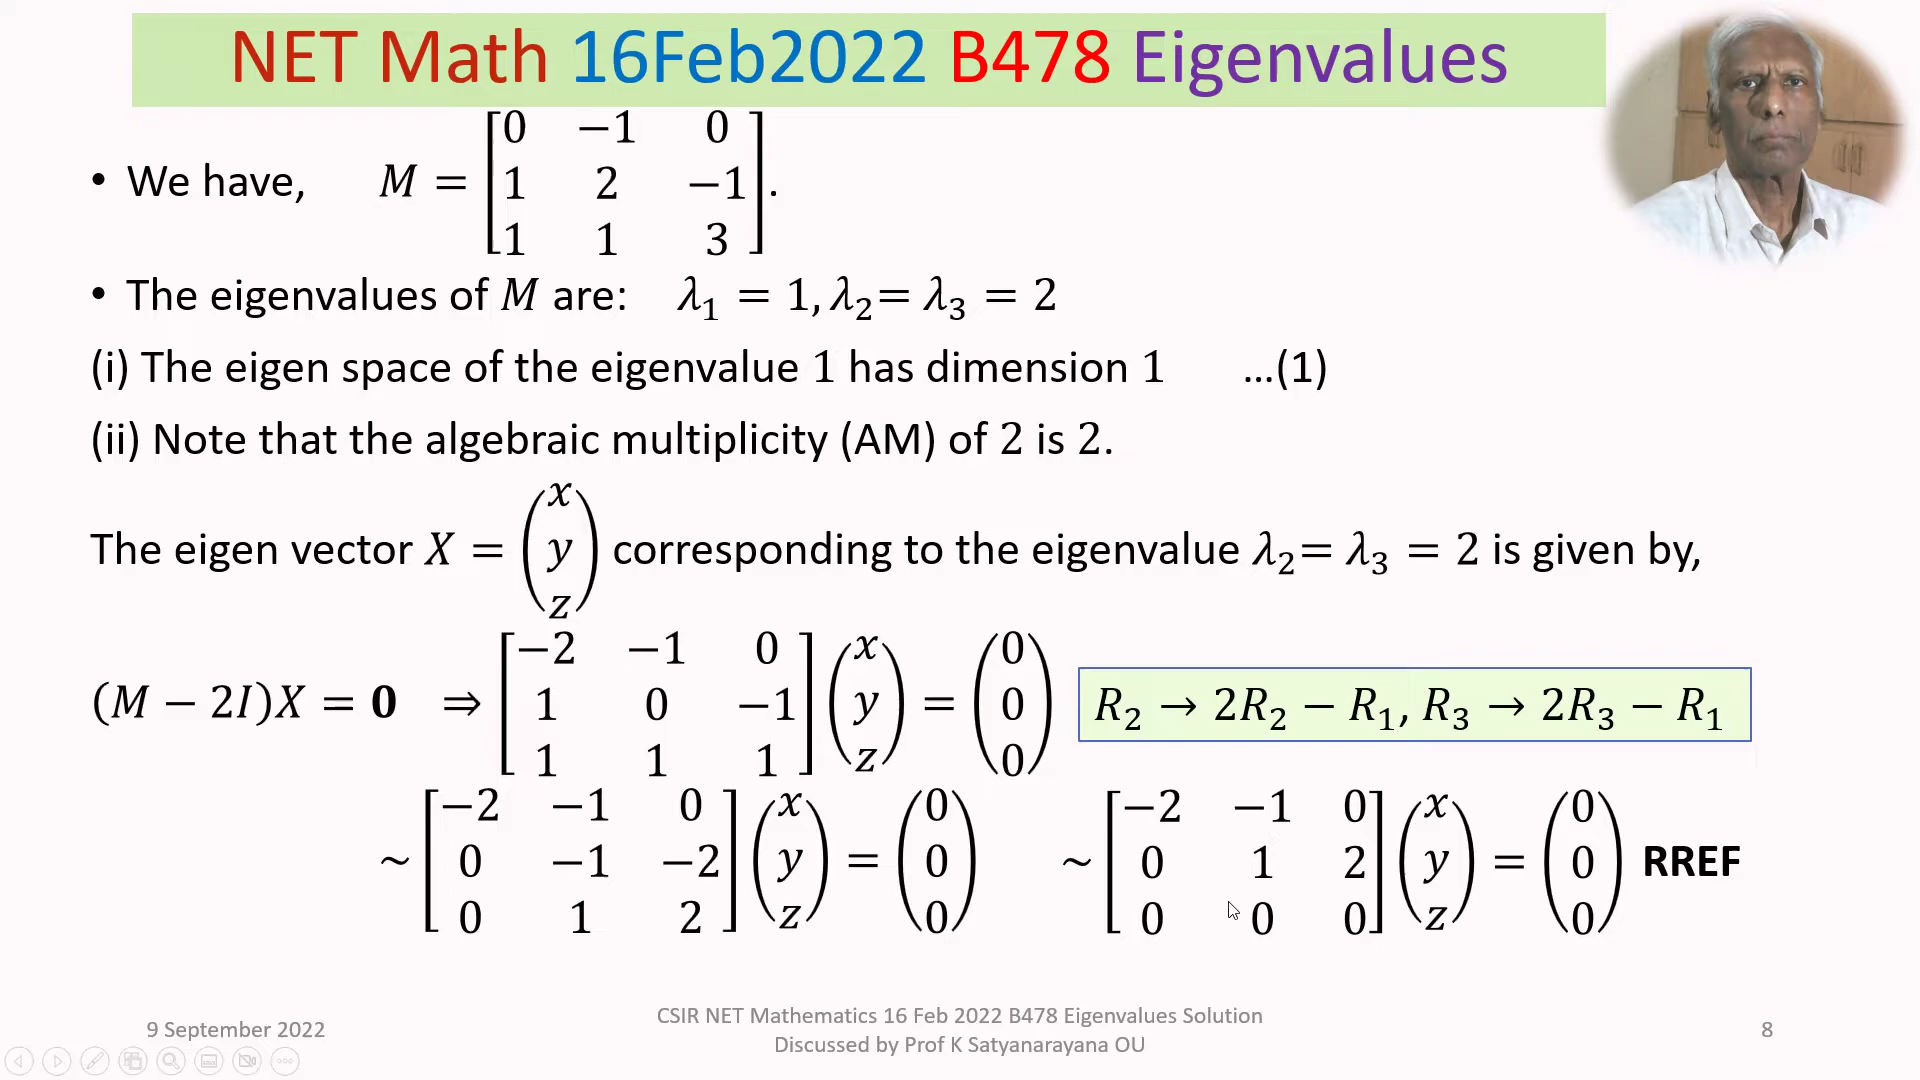 NET Math 16Feb2022 B478 Eigenvalues
• We have, M = [0 −1 0; 1 2 −1; 1 1 3].
• The eigenvalues of M are: λ₁ = 1, λ₂= λ₃ = 2
(i) The eigen space of the eigenvalue 1 has dimension 1 …(1)
(ii) Note that the algebraic multiplicity (AM) of 2 is 2.
The eigen vector X = (x; y; z) corresponding to the eigenvalue λ₂= λ₃ = 2 is given by,
(M − 2I)X = 0 ⇒ [−2 −1 0; 1 0 −1; 1 1 1] (x; y; z) = (0; 0; 0) R₂ → 2R₂ − R₁, R₃ → 2R₃ − R₁
~ [−2 −1 0; 0 −1 −2; 0 1 2] (x; y; z) = (0; 0; 0) ~ [−2 −1 0; 0 1 2; 0 0 0] (x; y; z) = (0; 0; 0) RREF
9 September 2022
CSIR NET Mathematics 16 Feb 2022 B478 Eigenvalues Solution
Discussed by Prof K Satyanarayana OU
8